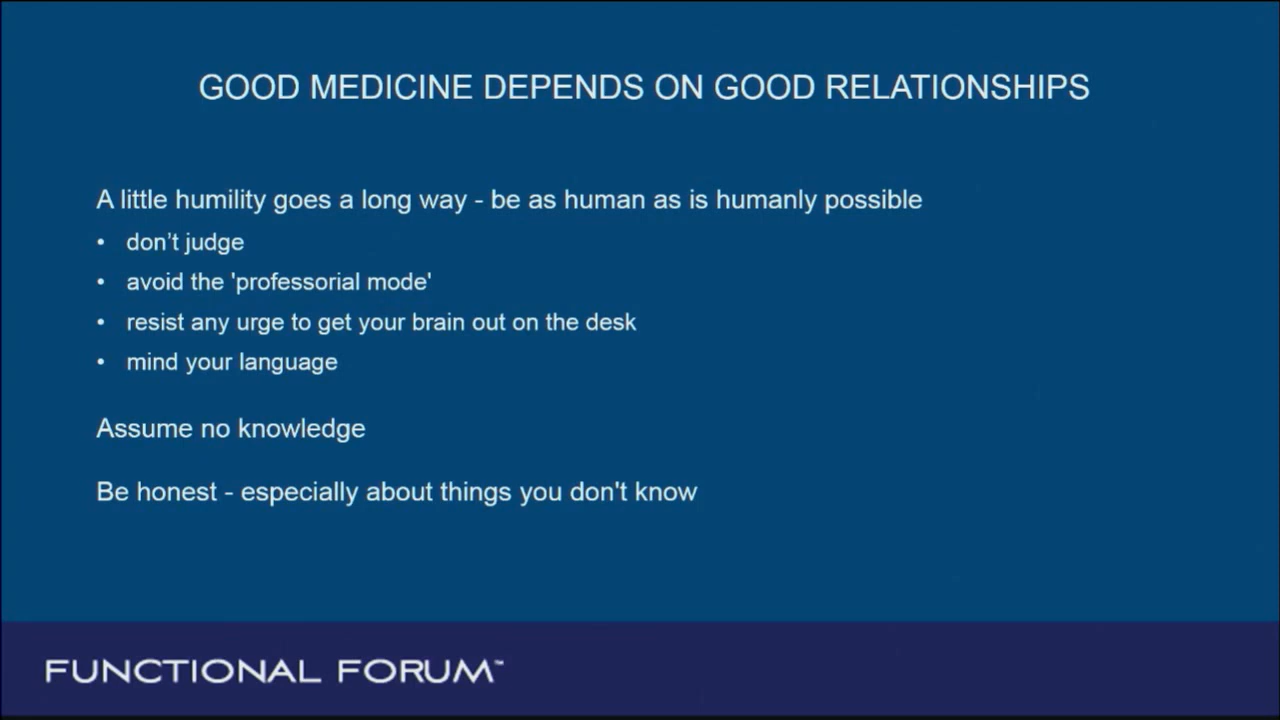 GOOD MEDICINE DEPENDS ON GOOD RELATIONSHIPS
A little humility goes a long way - be as human as is humanly possible
• don’t judge
• avoid the 'professorial mode'
• resist any urge to get your brain out on the desk
• mind your language
Assume no knowledge
Be honest - especially about things you don't know
FUNCTIONAL FORUM™